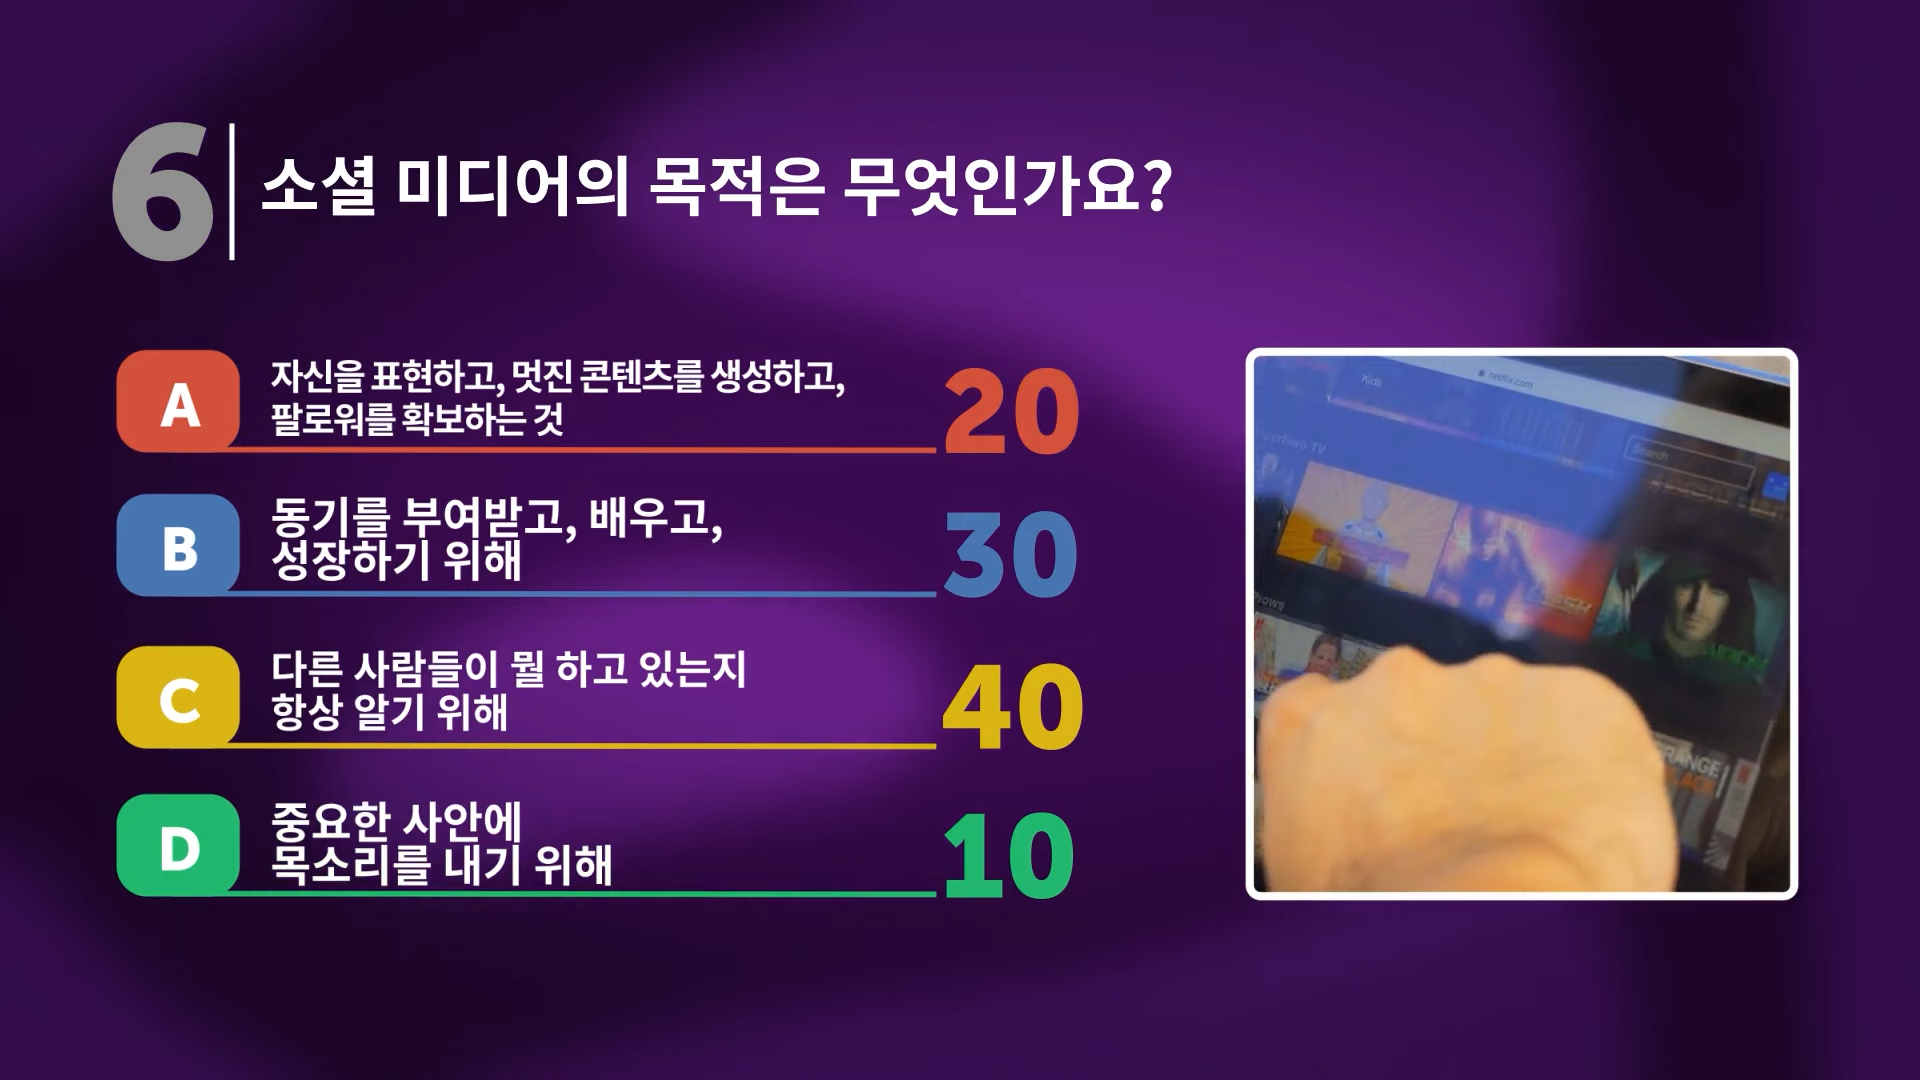 6
소셜 미디어의 목적은 무엇인가요?
A
자신을 표현하고, 멋진 콘텐츠를 생성하고,
팔로워를 확보하는 것
20
B
동기를 부여받고, 배우고,
성장하기 위해
30
C
다른 사람들이 뭘 하고 있는지
항상 알기 위해
40
D
중요한 사안에
목소리를 내기 위해
10
Kids
netflix.com
Search